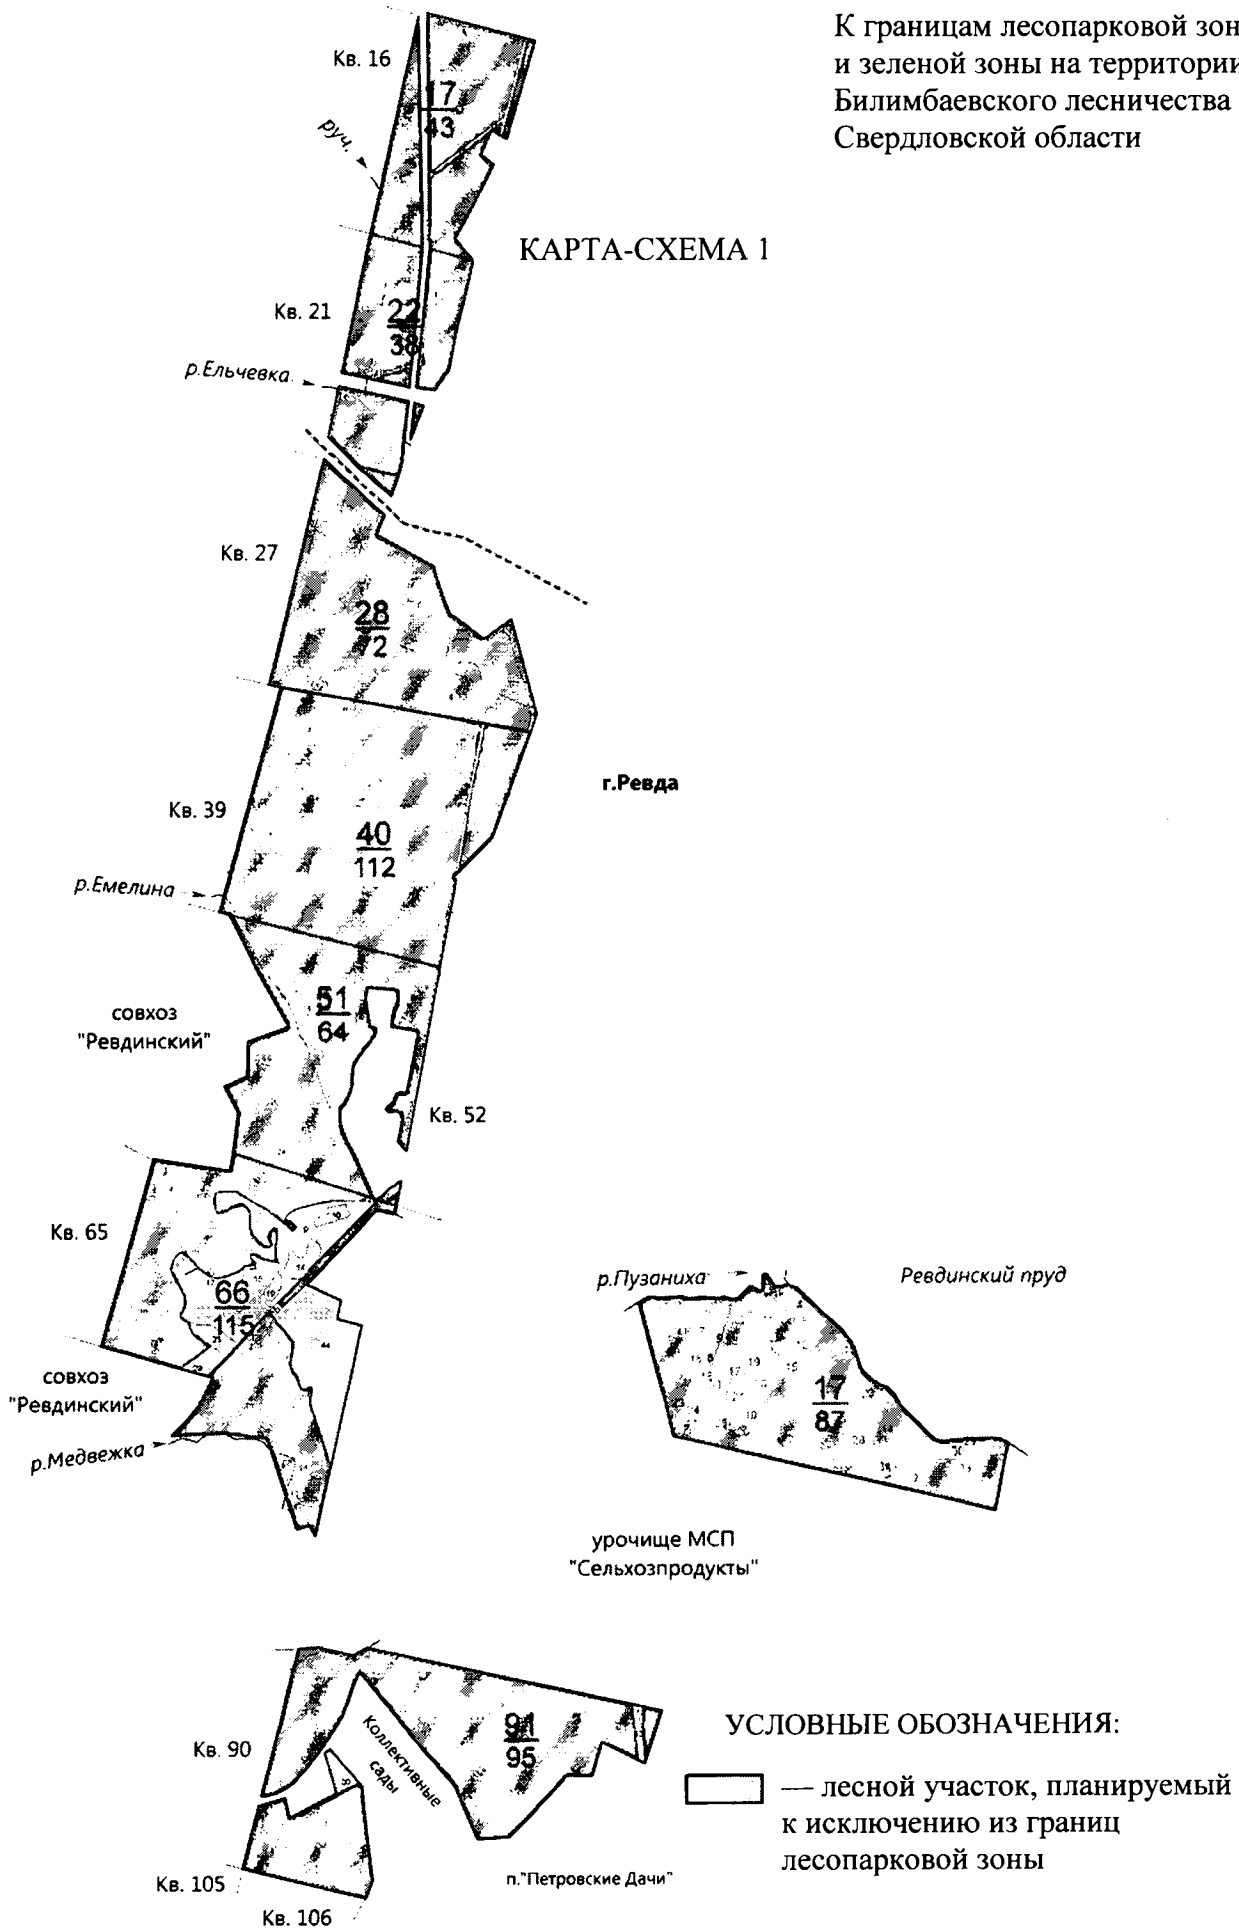 К границам лесопарковой зон
и зеленой зоны на территории
Билимбаевского лесничества
Свердловской области
Кв. 16
17
43
руч.
КАРТА-СХЕМА 1
Кв. 21
22
38
р.Ельчевка
Кв. 27
28
72
г.Ревда
Кв. 39
40
112
р.Емелина
51
64
совхоз
"Ревдинский"
Кв. 52
Кв. 65
66
115
р.Пузаниха
Ревдинский пруд
совхоз
"Ревдинский"
17
87
р.Медвежка
урочище МСП
"Сельхозпродукты"
Кв. 90
Коллективные
сады
91
95
УСЛОВНЫЕ ОБОЗНАЧЕНИЯ:
— лесной участок, планируемый
к исключению из границ
лесопарковой зоны
п."Петровские Дачи"
Кв. 105
Кв. 106